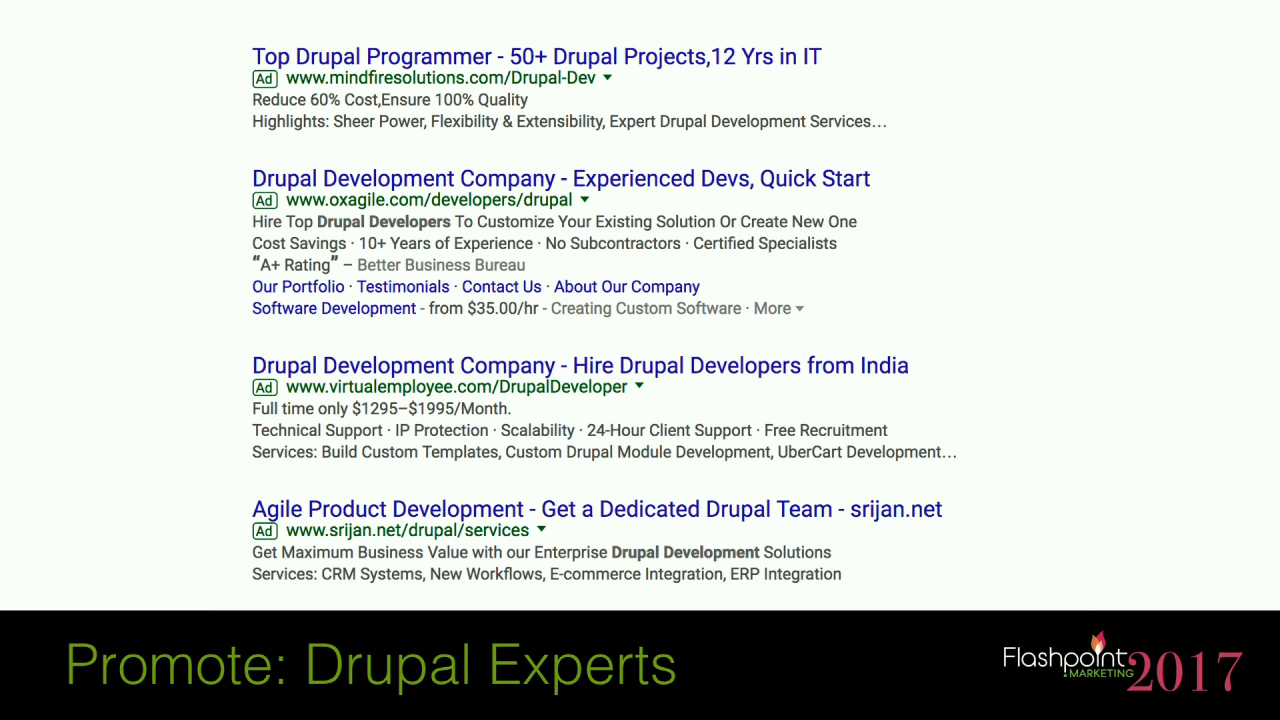 Top Drupal Programmer - 50+ Drupal Projects,12 Yrs in IT
Ad www.mindfiresolutions.com/Drupal-Dev
Reduce 60% Cost,Ensure 100% Quality
Highlights: Sheer Power, Flexibility & Extensibility, Expert Drupal Development Services…
Drupal Development Company - Experienced Devs, Quick Start
Ad www.oxagile.com/developers/drupal
Hire Top Drupal Developers To Customize Your Existing Solution Or Create New One
Cost Savings · 10+ Years of Experience · No Subcontractors · Certified Specialists
“A+ Rating” – Better Business Bureau
Our Portfolio · Testimonials · Contact Us · About Our Company
Software Development - from $35.00/hr - Creating Custom Software · More
Drupal Development Company - Hire Drupal Developers from India
Ad www.virtualemployee.com/DrupalDeveloper
Full time only $1295–$1995/Month.
Technical Support · IP Protection · Scalability · 24-Hour Client Support · Free Recruitment
Services: Build Custom Templates, Custom Drupal Module Development, UberCart Development…
Agile Product Development - Get a Dedicated Drupal Team - srijan.net
Ad www.srijan.net/drupal/services
Get Maximum Business Value with our Enterprise Drupal Development Solutions
Services: CRM Systems, New Workflows, E-commerce Integration, ERP Integration
Promote: Drupal Experts
Flashpoint
MARKETING
2017